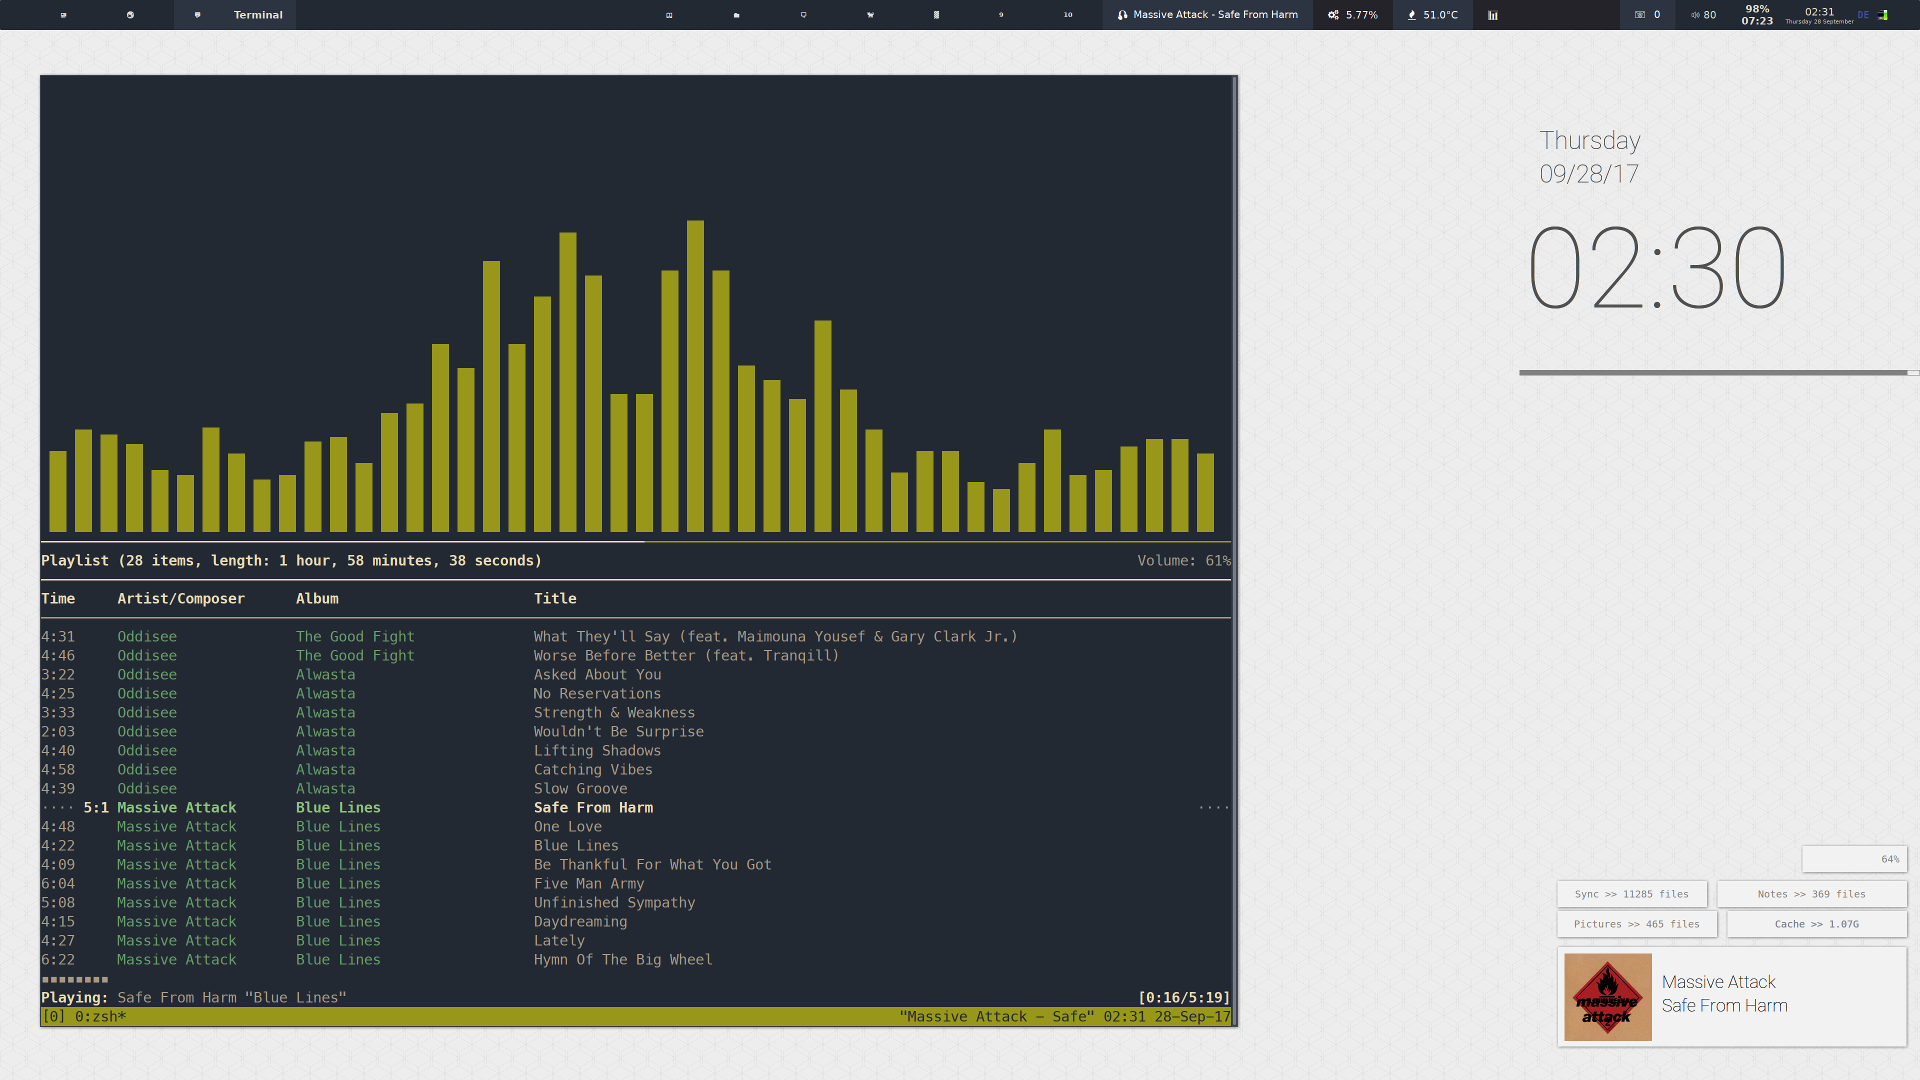 Terminal
9
10
Massive Attack - Safe From Harm
5.77%
51.0°C
0
80
98%
07:23
02:31
Thursday 28 September
DE
Thursday
09/28/17
02:30
Playlist (28 items, length: 1 hour, 58 minutes, 38 seconds) Volume: 61%
Time Artist/Composer Album Title
4:31 Oddisee The Good Fight What They'll Say (feat. Maimouna Yousef & Gary Clark Jr.)
4:46 Oddisee The Good Fight Worse Before Better (feat. Tranqill)
3:22 Oddisee Alwasta Asked About You
4:25 Oddisee Alwasta No Reservations
3:33 Oddisee Alwasta Strength & Weakness
2:03 Oddisee Alwasta Wouldn't Be Surprise
4:40 Oddisee Alwasta Lifting Shadows
4:58 Oddisee Alwasta Catching Vibes
4:39 Oddisee Alwasta Slow Groove
···· 5:1 Massive Attack Blue Lines Safe From Harm ····
4:48 Massive Attack Blue Lines One Love
4:22 Massive Attack Blue Lines Blue Lines
4:09 Massive Attack Blue Lines Be Thankful For What You Got
6:04 Massive Attack Blue Lines Five Man Army
5:08 Massive Attack Blue Lines Unfinished Sympathy
4:15 Massive Attack Blue Lines Daydreaming
4:27 Massive Attack Blue Lines Lately
6:22 Massive Attack Blue Lines Hymn Of The Big Wheel
Playing: Safe From Harm "Blue Lines" [0:16/5:19]
[0] 0:zsh* "Massive Attack – Safe" 02:31 28-Sep-17
64%
Sync >> 11285 files
Notes >> 369 files
Pictures >> 465 files
Cache >> 1.07G
massive
attack
Massive Attack
Safe From Harm